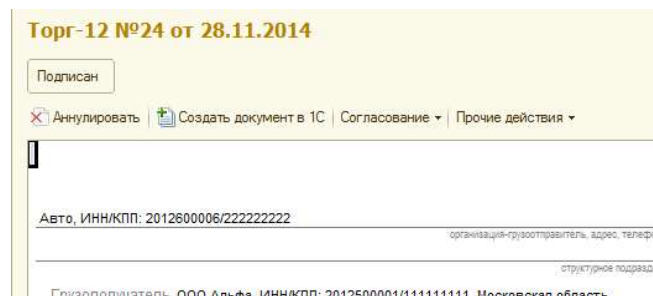 Торг-12 №24 от 28.11.2014
Подписан
Аннулировать Создать документ в 1С Согласование Прочие действия
Авто, ИНН/КПП: 2012600006/222222222
организация-грузоотправитель, адрес, телеф
структурное подразд
Грузополучатель ООО Альфа, ИНН/КПП: 2012500001/111111111, Московская область